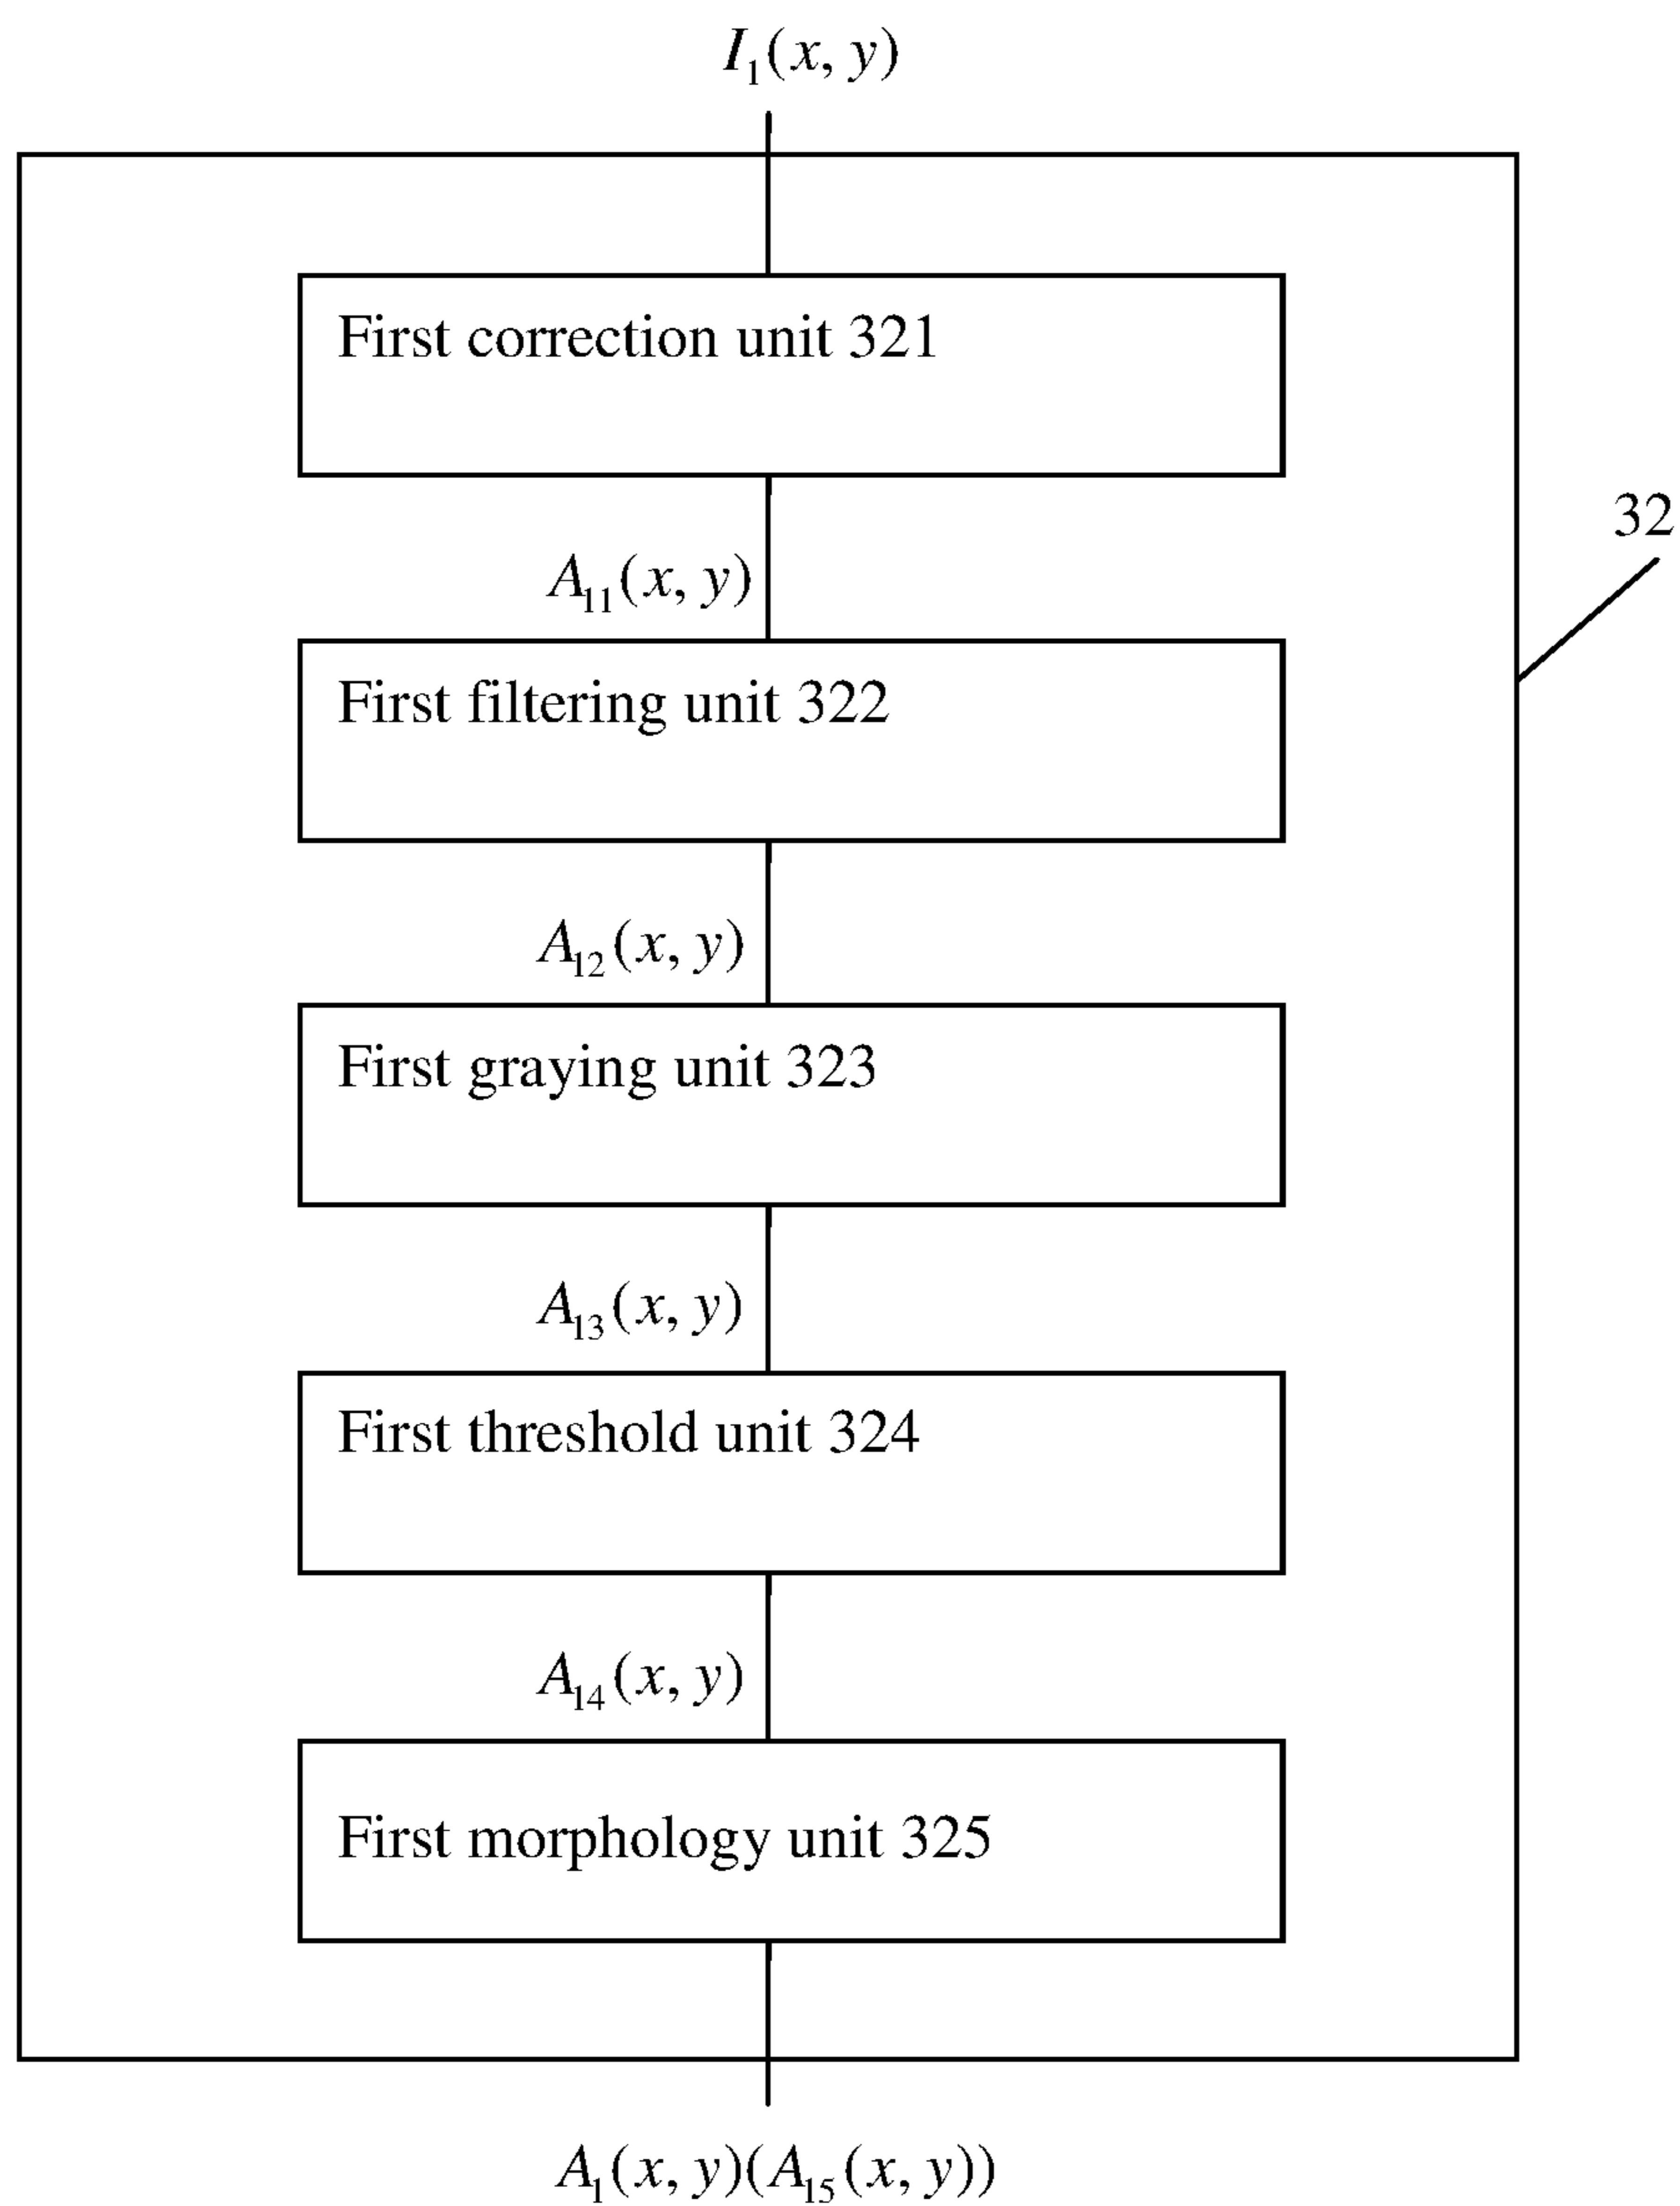 I₁(x, y)
First correction unit 321
32
A₁₁(x, y)
First filtering unit 322
A₁₂(x, y)
First graying unit 323
A₁₃(x, y)
First threshold unit 324
A₁₄(x, y)
First morphology unit 325
A₁(x, y)(A₁₅(x, y))